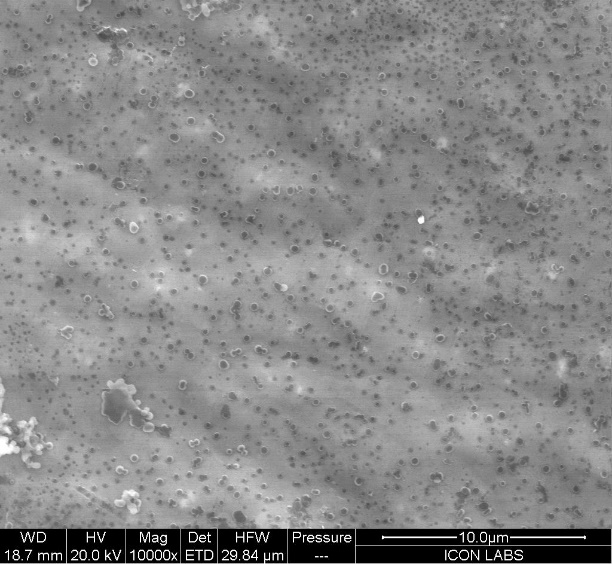 WD HV Mag Det HFW Pressure 10.0µm
18.7 mm 20.0 kV 10000x ETD 29.84 µm --- ICON LABS